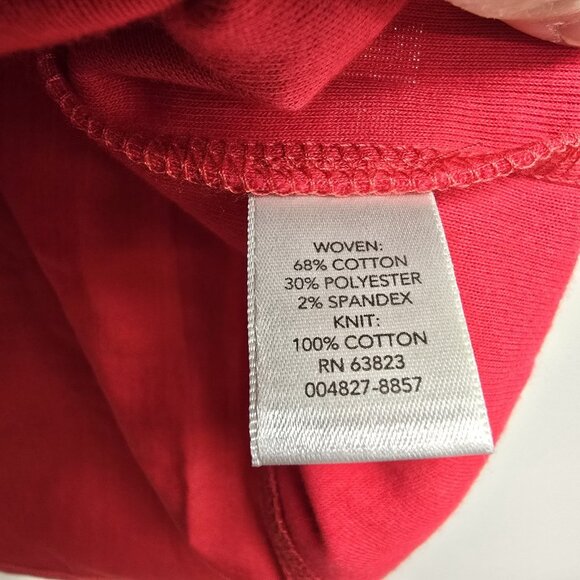 WOVEN:
68% COTTON
30% POLYESTER
2% SPANDEX
KNIT:
100% COTTON
RN 63823
004827-8857